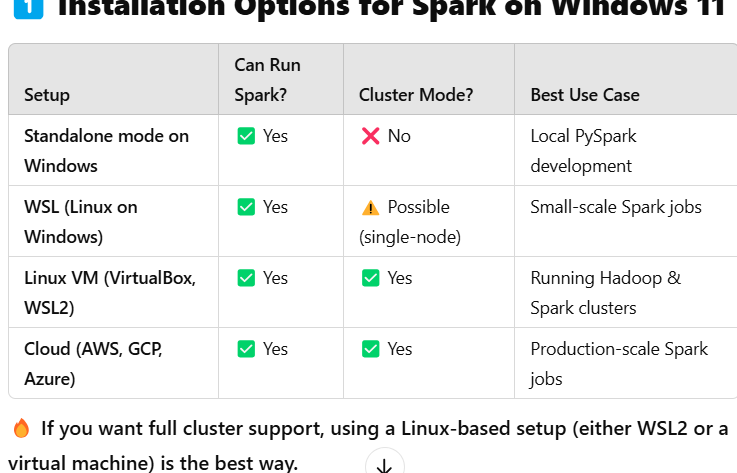 1 Installation Options for Spark on Windows 11
Can Run
Setup Spark? Cluster Mode? Best Use Case
Standalone mode on ✅ Yes ❌ No Local PySpark
Windows development
WSL (Linux on ✅ Yes ⚠️ Possible Small-scale Spark jobs
Windows) (single-node)
Linux VM (VirtualBox, ✅ Yes ✅ Yes Running Hadoop &
WSL2) Spark clusters
Cloud (AWS, GCP, ✅ Yes ✅ Yes Production-scale Spark
Azure) jobs
🔥 If you want full cluster support, using a Linux-based setup (either WSL2 or a
virtual machine) is the best way.